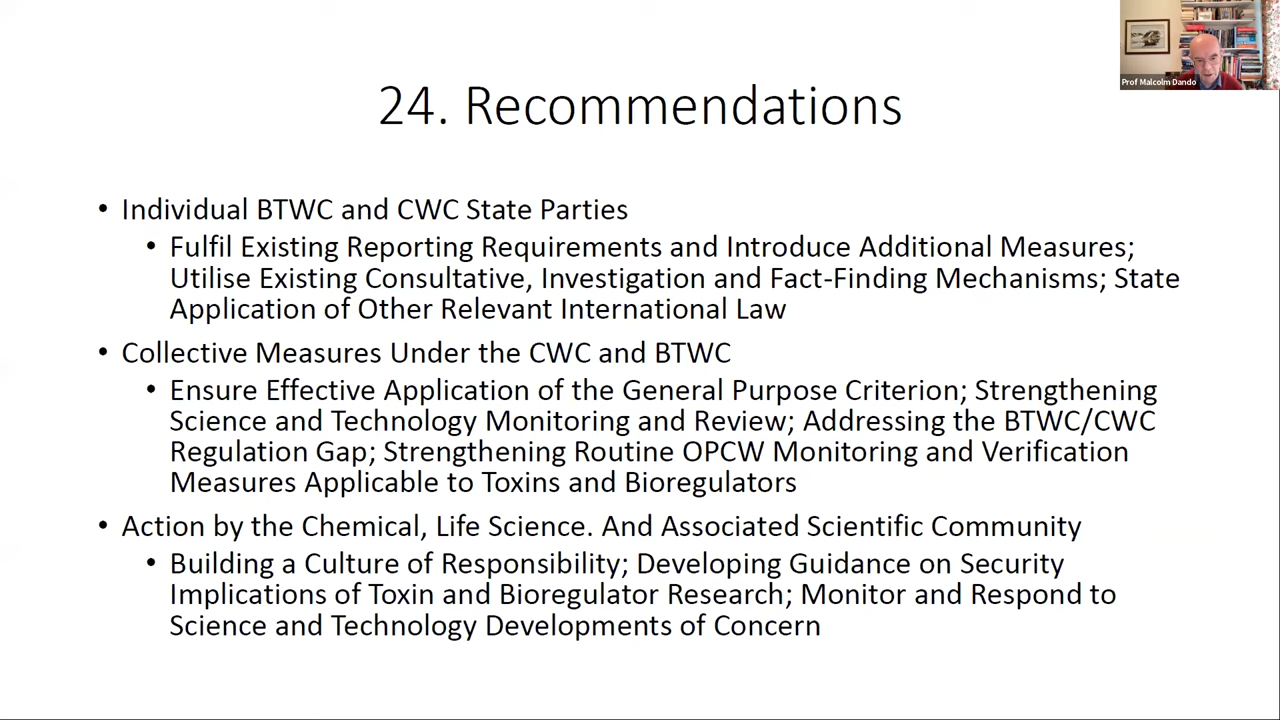 Prof Malcolm Dando
24. Recommendations
• Individual BTWC and CWC State Parties
• Fulfil Existing Reporting Requirements and Introduce Additional Measures;
Utilise Existing Consultative, Investigation and Fact-Finding Mechanisms; State
Application of Other Relevant International Law
• Collective Measures Under the CWC and BTWC
• Ensure Effective Application of the General Purpose Criterion; Strengthening
Science and Technology Monitoring and Review; Addressing the BTWC/CWC
Regulation Gap; Strengthening Routine OPCW Monitoring and Verification
Measures Applicable to Toxins and Bioregulators
• Action by the Chemical, Life Science. And Associated Scientific Community
• Building a Culture of Responsibility; Developing Guidance on Security
Implications of Toxin and Bioregulator Research; Monitor and Respond to
Science and Technology Developments of Concern